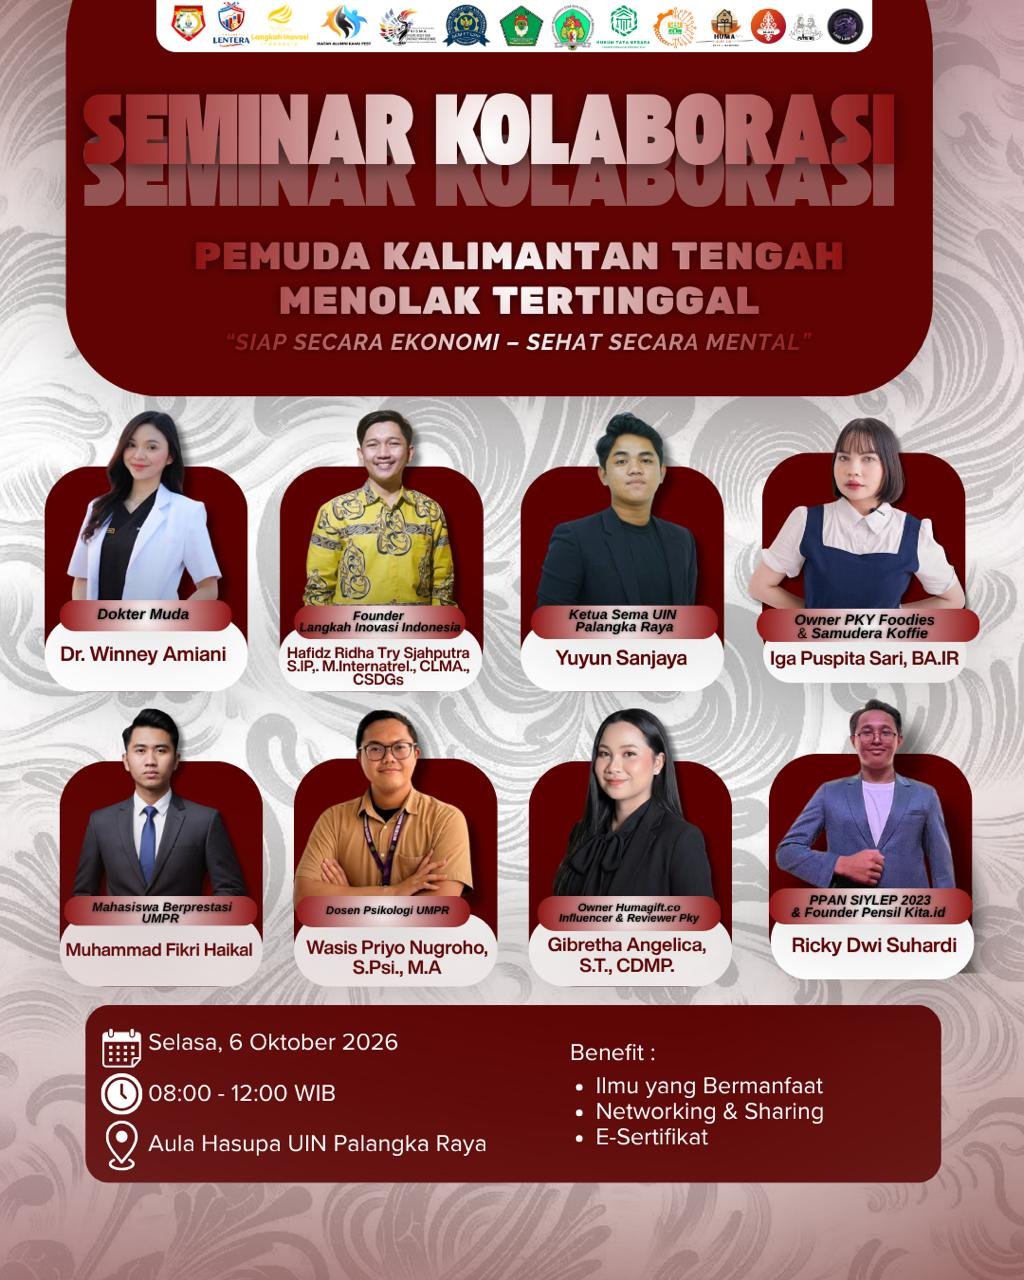 LENTERA
Langkah Inovasi
HUMA
SEMINAR KOLABORASI
SEMINAR KOLABORASI
PEMUDA KALIMANTAN TENGAH
MENOLAK TERTINGGAL
“SIAP SECARA EKONOMI – SEHAT SECARA MENTAL”
Dokter Muda
Dr. Winney Amiani
Founder
Langkah Inovasi Indonesia
Hafidz Ridha Try Sjahputra
S.IP,. M.Internatrel., CLMA.,
CSDGs
Ketua Sema UIN
Palangka Raya
Yuyun Sanjaya
Owner PKY Foodies
& Samudera Koffie
Iga Puspita Sari, BA.IR
Mahasiswa Berprestasi
UMPR
Muhammad Fikri Haikal
Dosen Psikologi UMPR
Wasis Priyo Nugroho,
S.Psi., M.A
Owner Humagift.co
Influencer & Reviewer Pky
Gibretha Angelica,
S.T., CDMP.
PPAN SIYLEP 2023
& Founder Pensil Kita.id
Ricky Dwi Suhardi
Selasa, 6 Oktober 2026
08:00 - 12:00 WIB
Aula Hasupa UIN Palangka Raya
Benefit :
• Ilmu yang Bermanfaat
• Networking & Sharing
• E-Sertifikat